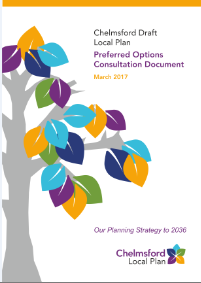 Chelmsford Draft
Local Plan
Preferred Options
Consultation Document
March 2017
Our Planning Strategy to 2036
Chelmsford
Local Plan